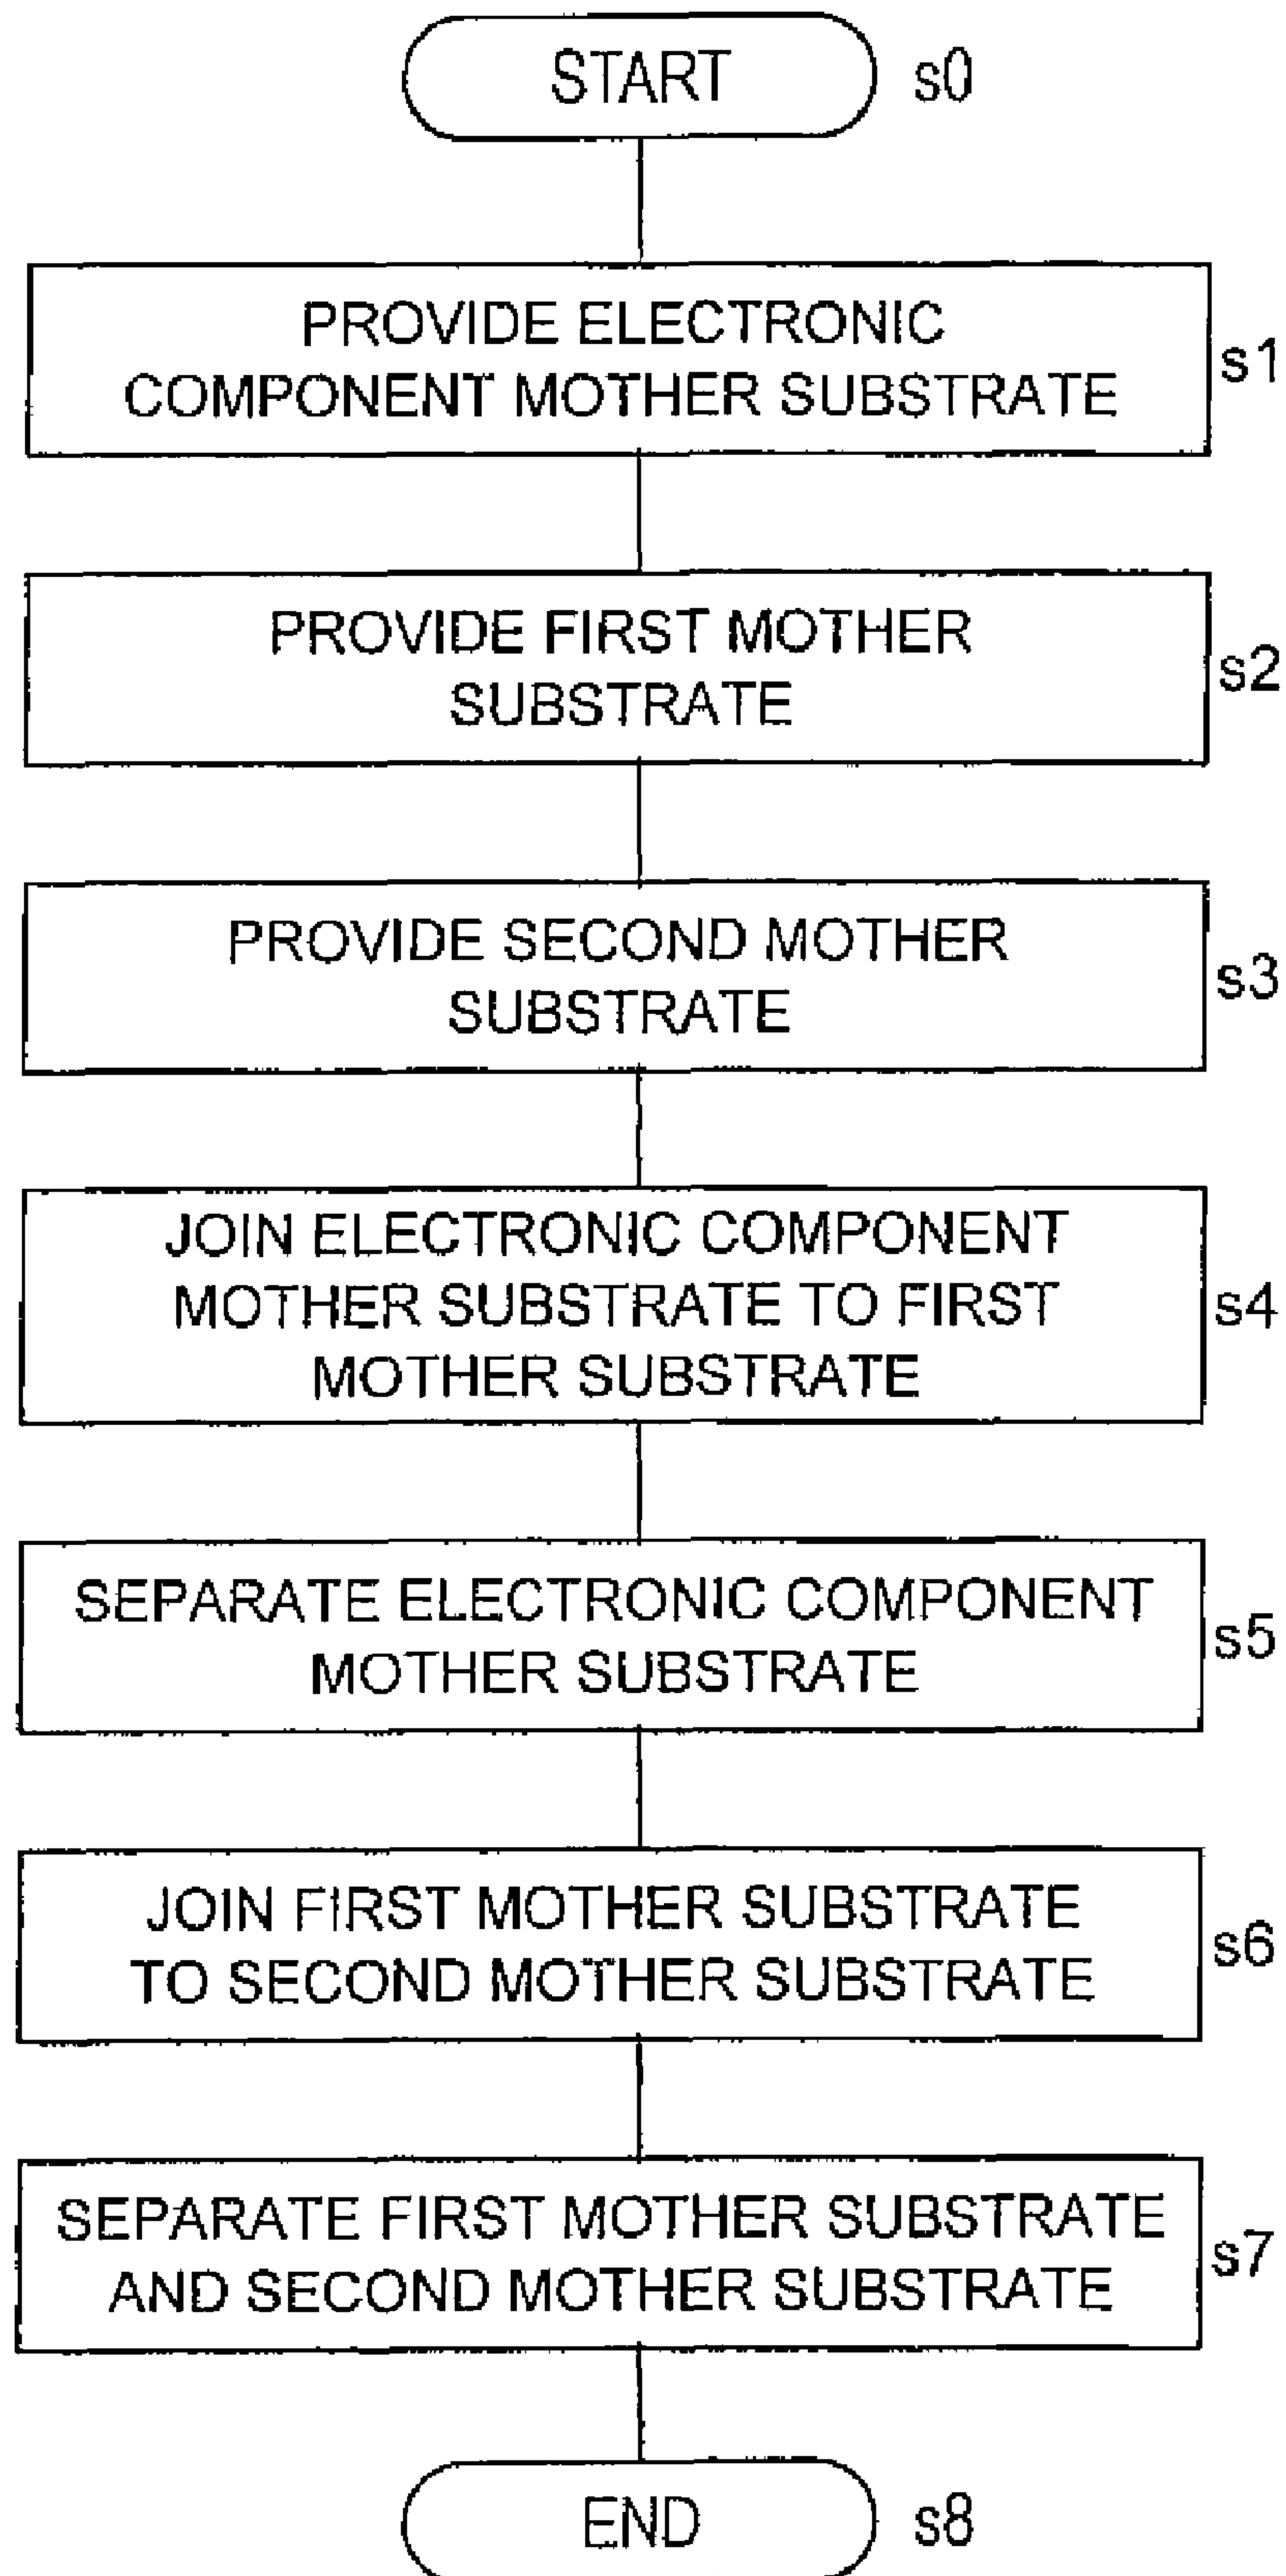 START s0
PROVIDE ELECTRONIC
COMPONENT MOTHER SUBSTRATE
s1
PROVIDE FIRST MOTHER
SUBSTRATE
s2
PROVIDE SECOND MOTHER
SUBSTRATE
s3
JOIN ELECTRONIC COMPONENT
MOTHER SUBSTRATE TO FIRST
MOTHER SUBSTRATE
s4
SEPARATE ELECTRONIC COMPONENT
MOTHER SUBSTRATE
s5
JOIN FIRST MOTHER SUBSTRATE
TO SECOND MOTHER SUBSTRATE
s6
SEPARATE FIRST MOTHER SUBSTRATE
AND SECOND MOTHER SUBSTRATE
s7
END s8